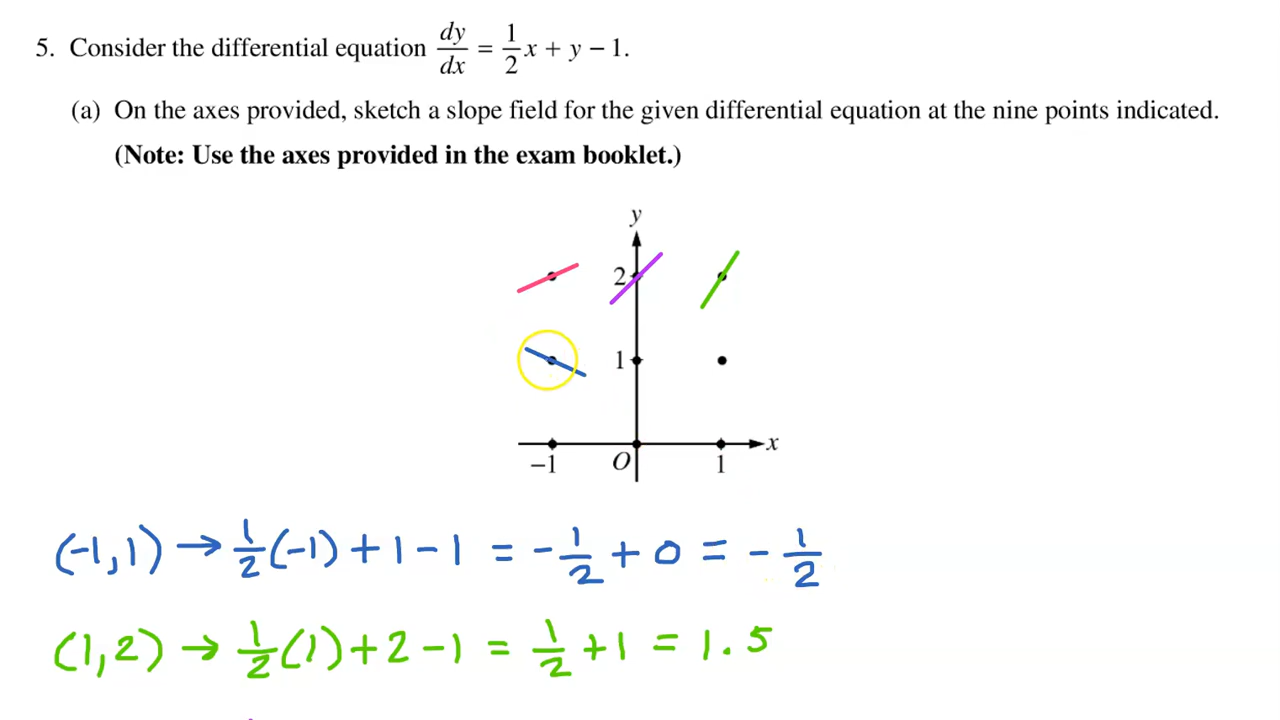 5. Consider the differential equation dy/dx = 1/2 x + y − 1.
(a) On the axes provided, sketch a slope field for the given differential equation at the nine points indicated.
(Note: Use the axes provided in the exam booklet.)
y
2
1
x
−1 O 1
(-1,1) → 1/2(-1) + 1 - 1 = -1/2 + 0 = -1/2
(1,2) → 1/2(1) + 2 - 1 = 1/2 + 1 = 1.5